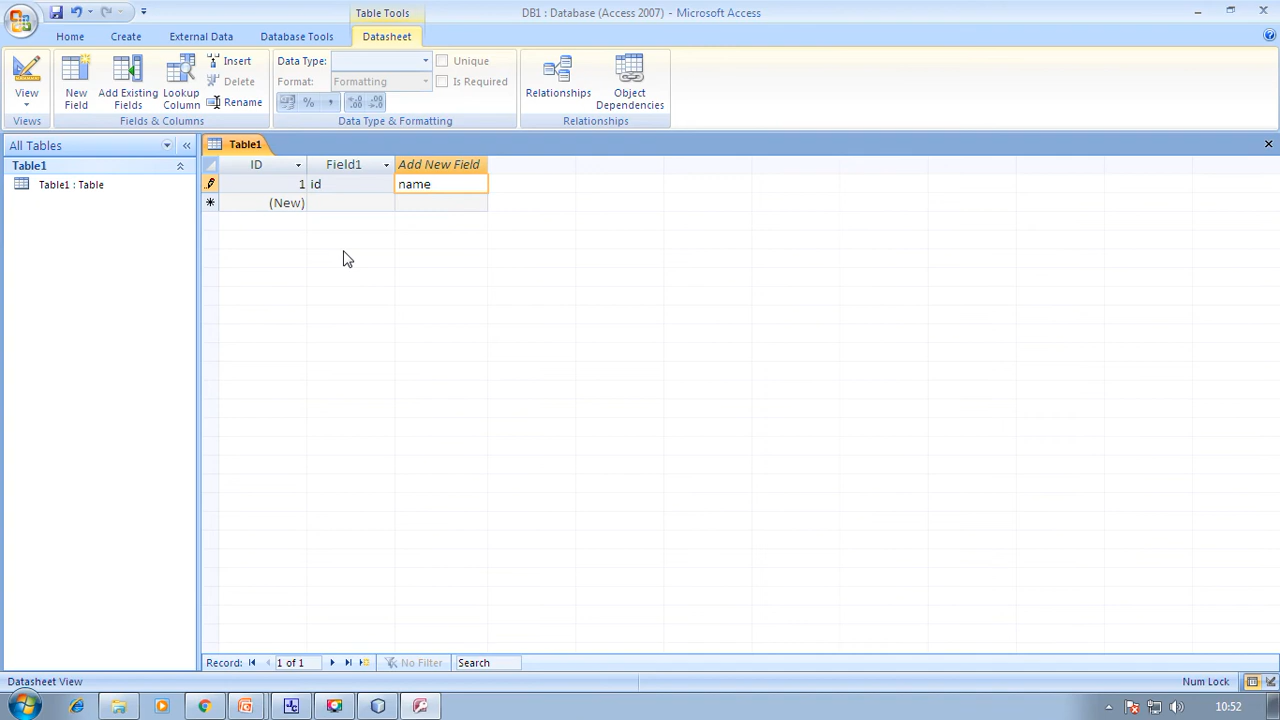 Table Tools
DB1 : Database (Access 2007) - Microsoft Access
Home Create External Data Database Tools Datasheet
View
Views
New Field
Add Existing Fields
Lookup Column
Insert
Delete
Rename
Fields & Columns
Data Type:
Format: Formatting
%
,
Unique
Is Required
Data Type & Formatting
Relationships
Object Dependencies
Relationships
All Tables
Table1
Table1 : Table
Table1
ID Field1 Add New Field
1 id name
(New)
Record: 1 of 1 No Filter Search
Datasheet View
Num Lock
10:52